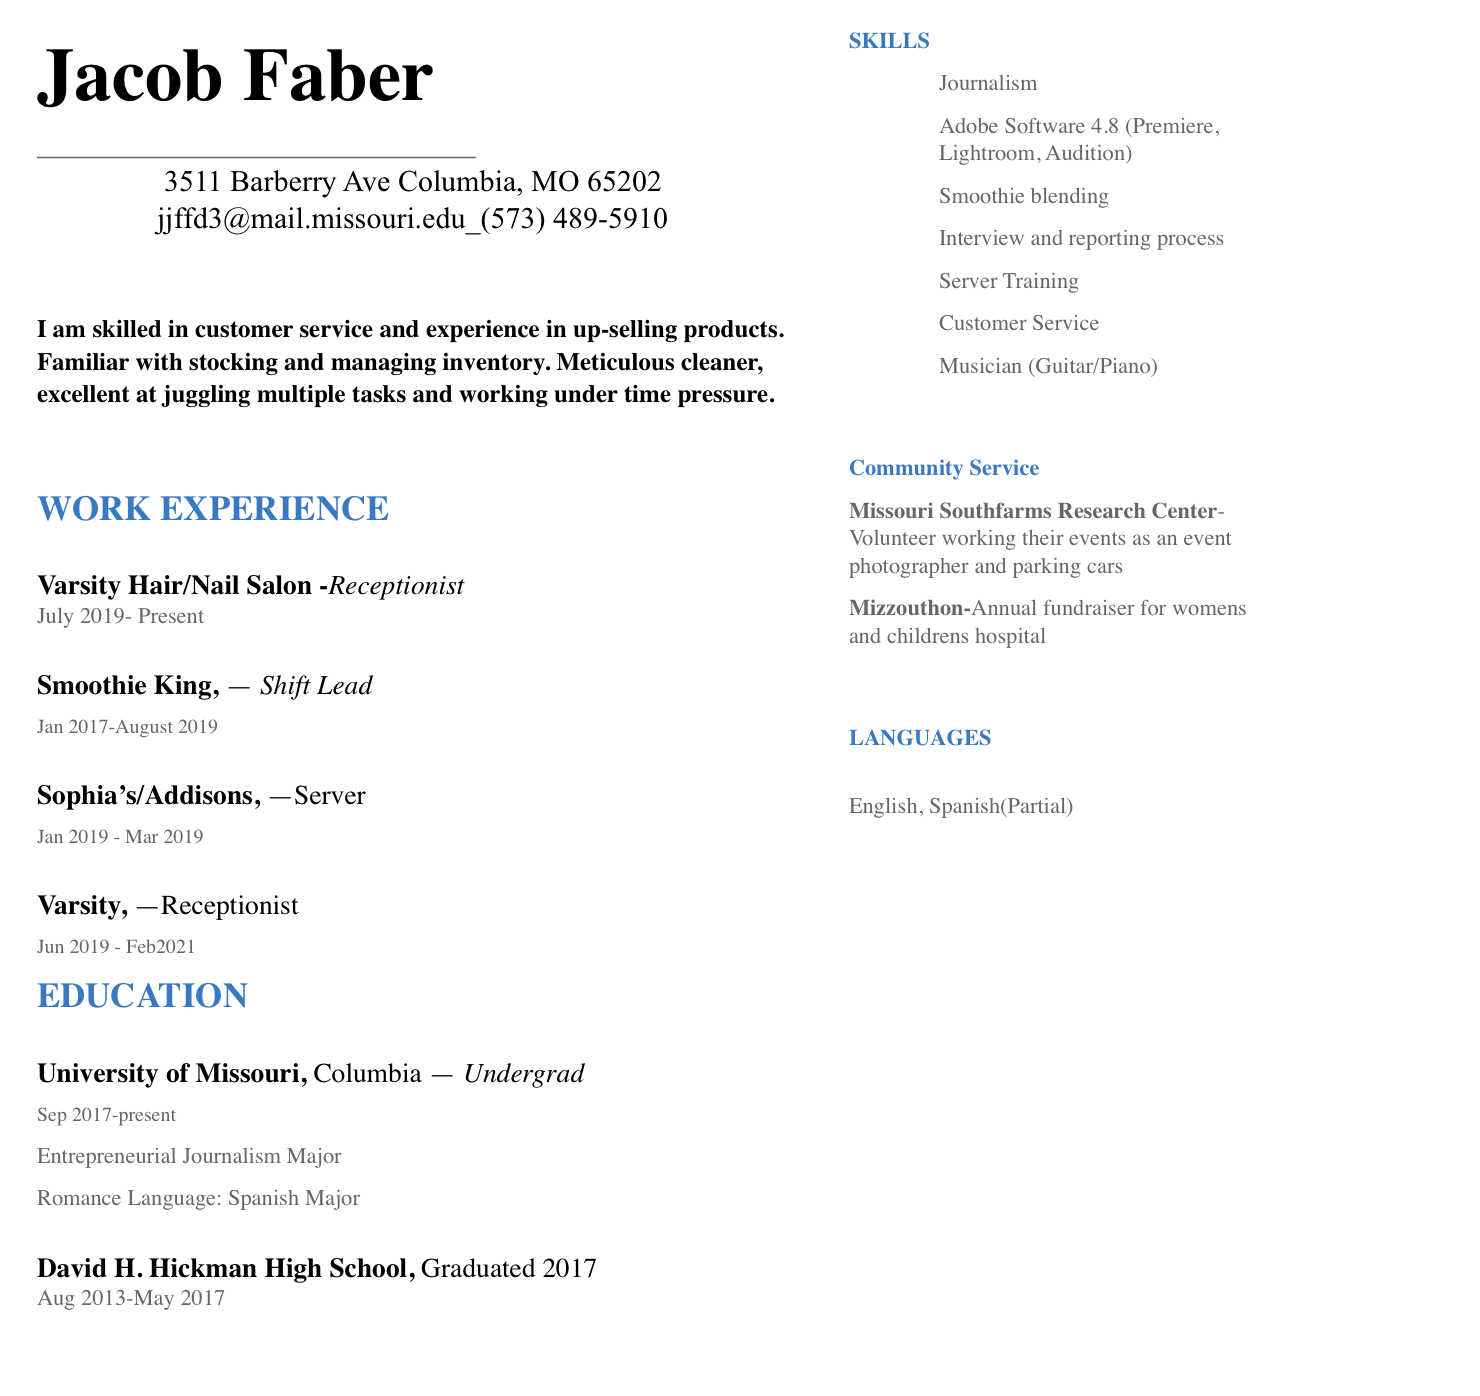 Jacob Faber
3511 Barberry Ave Columbia, MO 65202
jjffd3@mail.missouri.edu_(573) 489-5910
I am skilled in customer service and experience in up-selling products.
Familiar with stocking and managing inventory. Meticulous cleaner,
excellent at juggling multiple tasks and working under time pressure.
WORK EXPERIENCE
Varsity Hair/Nail Salon -Receptionist
July 2019- Present
Smoothie King, — Shift Lead
Jan 2017-August 2019
Sophia’s/Addisons, —Server
Jan 2019 - Mar 2019
Varsity, —Receptionist
Jun 2019 - Feb2021
EDUCATION
University of Missouri, Columbia — Undergrad
Sep 2017-present
Entrepreneurial Journalism Major
Romance Language: Spanish Major
David H. Hickman High School, Graduated 2017
Aug 2013-May 2017
SKILLS
Journalism
Adobe Software 4.8 (Premiere,
Lightroom, Audition)
Smoothie blending
Interview and reporting process
Server Training
Customer Service
Musician (Guitar/Piano)
Community Service
Missouri Southfarms Research Center-
Volunteer working their events as an event
photographer and parking cars
Mizzouthon-Annual fundraiser for womens
and childrens hospital
LANGUAGES
English, Spanish(Partial)